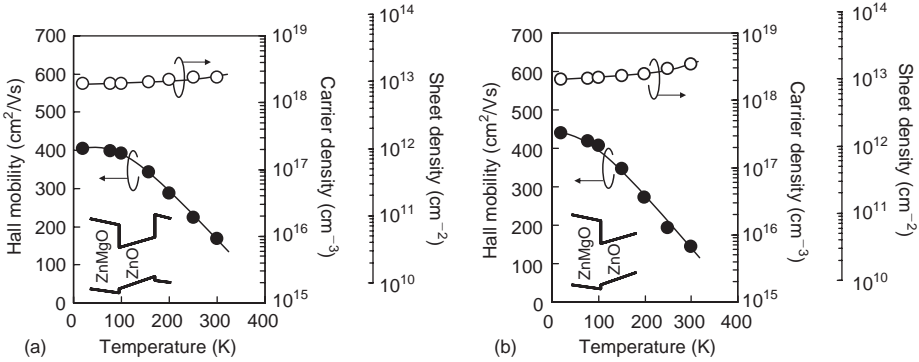 700
600
500
400
300
200
100
0
Hall mobility (cm²/Vs)
ZnMgO
ZnO
0 100 200 300 400
Temperature (K)
(a)
10¹⁹
10¹⁸
10¹⁷
10¹⁶
10¹⁵
Carrier density (cm⁻³)
10¹⁴
10¹³
10¹²
10¹¹
10¹⁰
Sheet density (cm⁻²)
700
600
500
400
300
200
100
0
Hall mobility (cm²/Vs)
ZnMgO
ZnO
0 100 200 300 400
Temperature (K)
(b)
10¹⁹
10¹⁸
10¹⁷
10¹⁶
10¹⁵
Carrier density (cm⁻³)
10¹⁴
10¹³
10¹²
10¹¹
10¹⁰
Sheet density (cm⁻²)